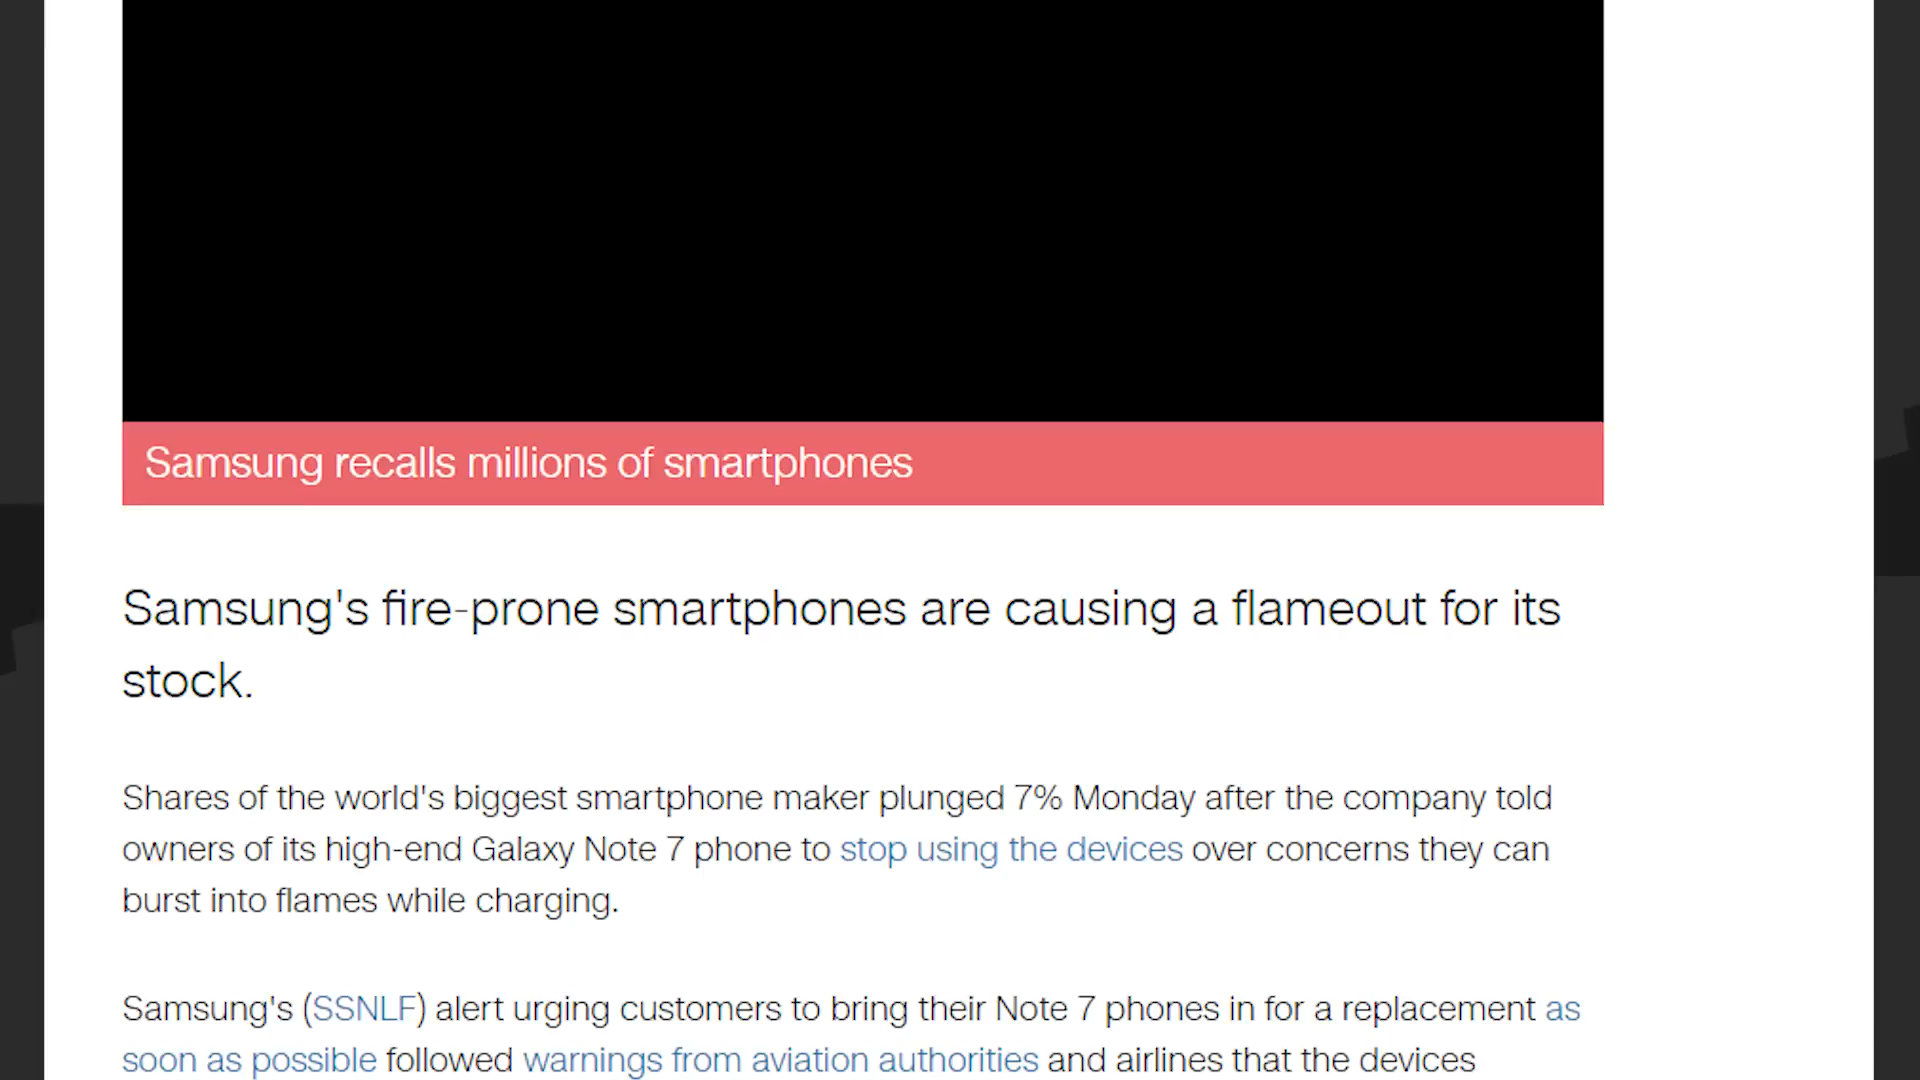 Samsung recalls millions of smartphones
Samsung's fire-prone smartphones are causing a flameout for its
stock.
Shares of the world's biggest smartphone maker plunged 7% Monday after the company told
owners of its high-end Galaxy Note 7 phone to stop using the devices over concerns they can
burst into flames while charging.
Samsung's (SSNLF) alert urging customers to bring their Note 7 phones in for a replacement as
soon as possible followed warnings from aviation authorities and airlines that the devices